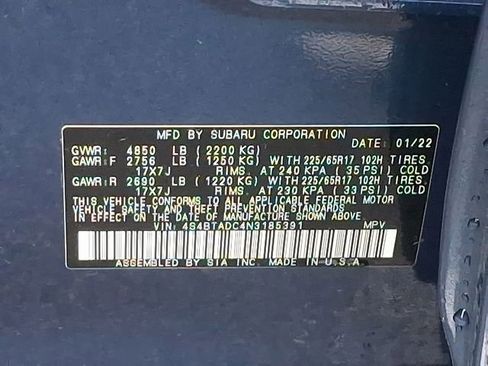 MFD BY SUBARU CORPORATION
GVWR: 4850 LB ( 2200 KG) DATE: 01/22
GAWR:F 2756 LB ( 1250 KG) WITH 225/65R17 102H TIRES
17X7J RIMS, AT 240 KPA ( 35 PSI) COLD
GAWR:R 2690 LB ( 1220 KG) WITH 225/65R17 102H TIRES
17X7J RIMS, AT 230 KPA ( 33 PSI) COLD
THIS VEHICLE CONFORMS TO ALL APPLICABLE FEDERAL MOTOR
VEHICLE SAFETY, BUMPER, AND THEFT PREVENTION STANDARDS
IN EFFECT ON THE DATE OF MANUFACTURE SHOWN ABOVE.
VIN: 4S4BTADC4N3185391 MPV
ASSEMBLED BY SIA INC. MADE IN U.S.A